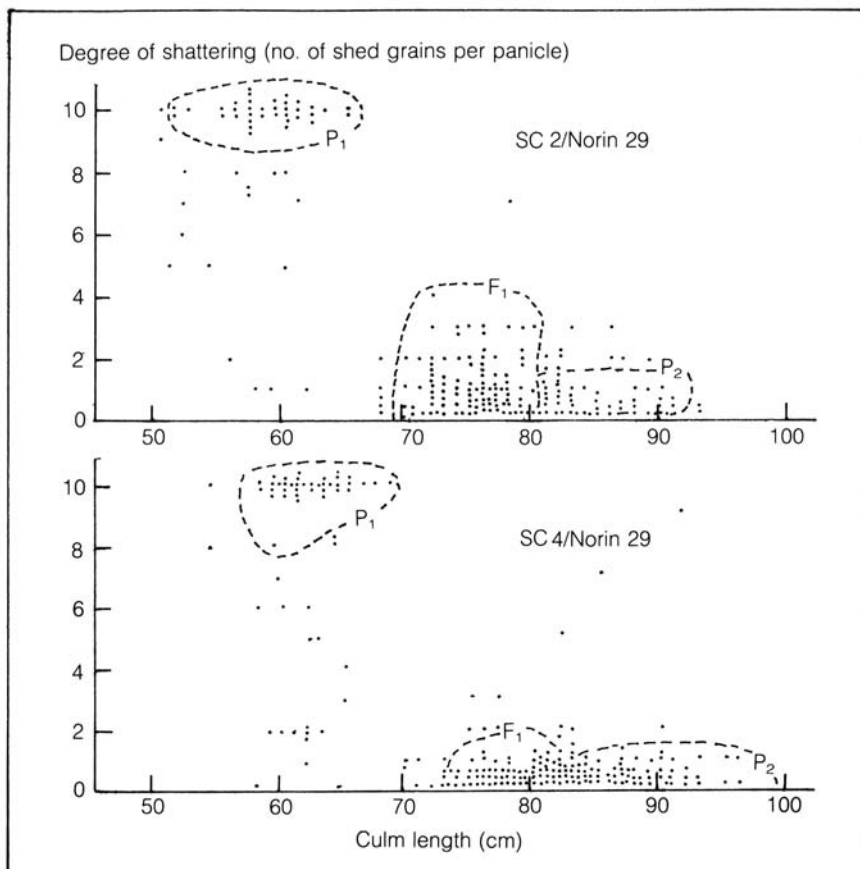 Degree of shattering (no. of shed grains per panicle)
10
P₁
SC 2/Norin 29
8
6
4
F₁
2
P₂
0
50 60 70 80 90 100
10
P₁
SC 4/Norin 29
8
6
4
2
F₁
P₂
0
50 60 70 80 90 100
Culm length (cm)